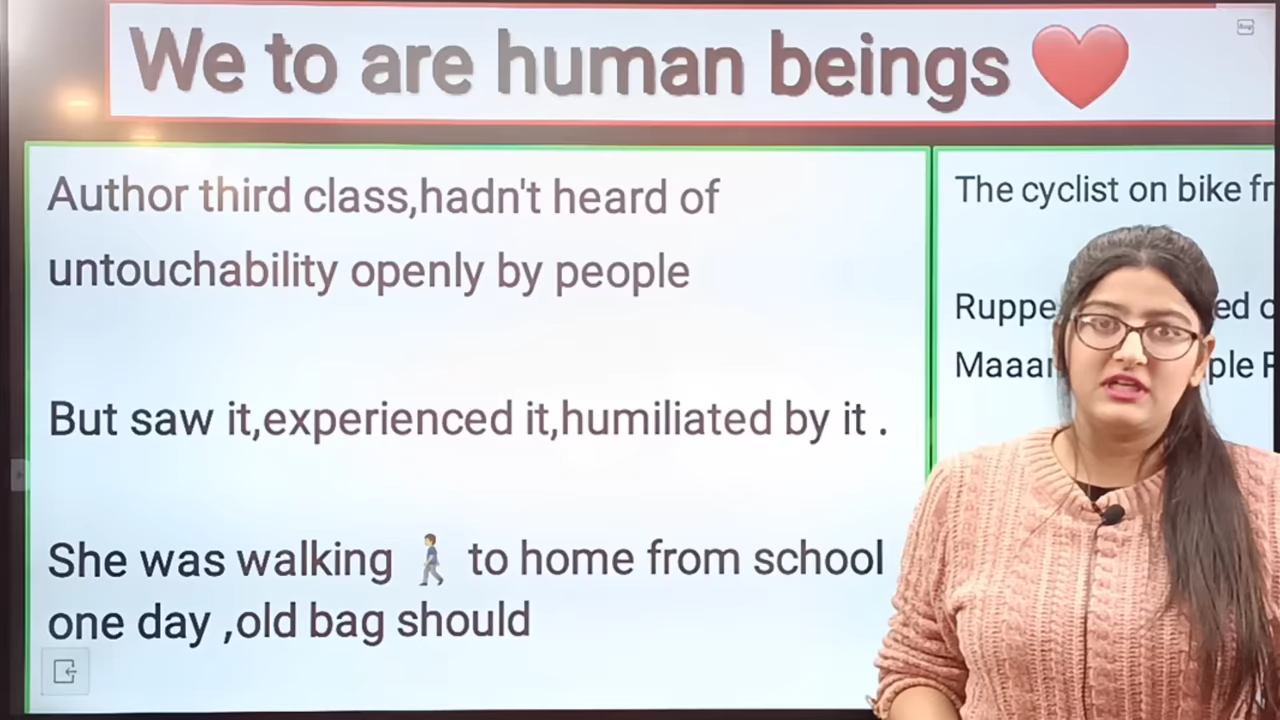 We to are human beings ❤️
Author third class,hadn't heard of
untouchability openly by people
But saw it,experienced it,humiliated by it .
She was walking 🚶 to home from school
one day ,old bag should
The cyclist on bike